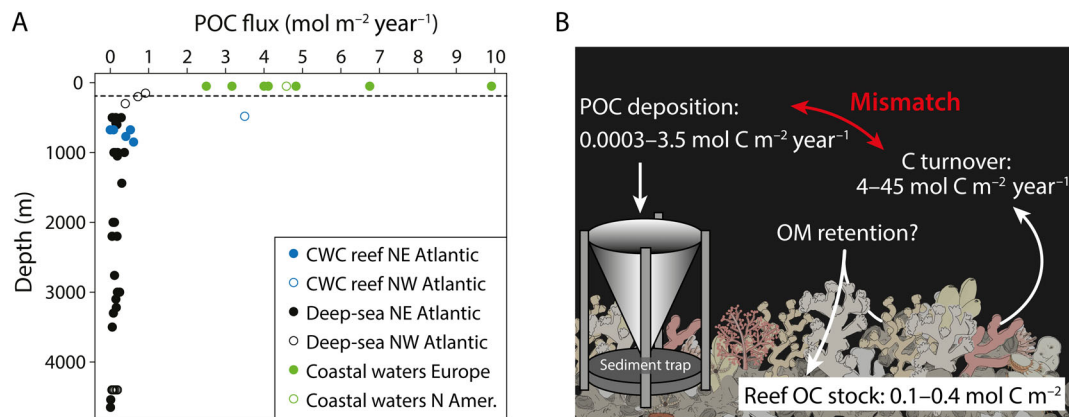 A
POC flux (mol m⁻² year⁻¹)
0 1 2 3 4 5 6 7 8 9 10
Depth (m)
0
1000
2000
3000
4000
CWC reef NE Atlantic
CWC reef NW Atlantic
Deep-sea NE Atlantic
Deep-sea NW Atlantic
Coastal waters Europe
Coastal waters N Amer.
B
POC deposition:
0.0003–3.5 mol C m⁻² year⁻¹
Mismatch
C turnover:
4–45 mol C m⁻² year⁻¹
OM retention?
Sediment trap
Reef OC stock: 0.1–0.4 mol C m⁻²